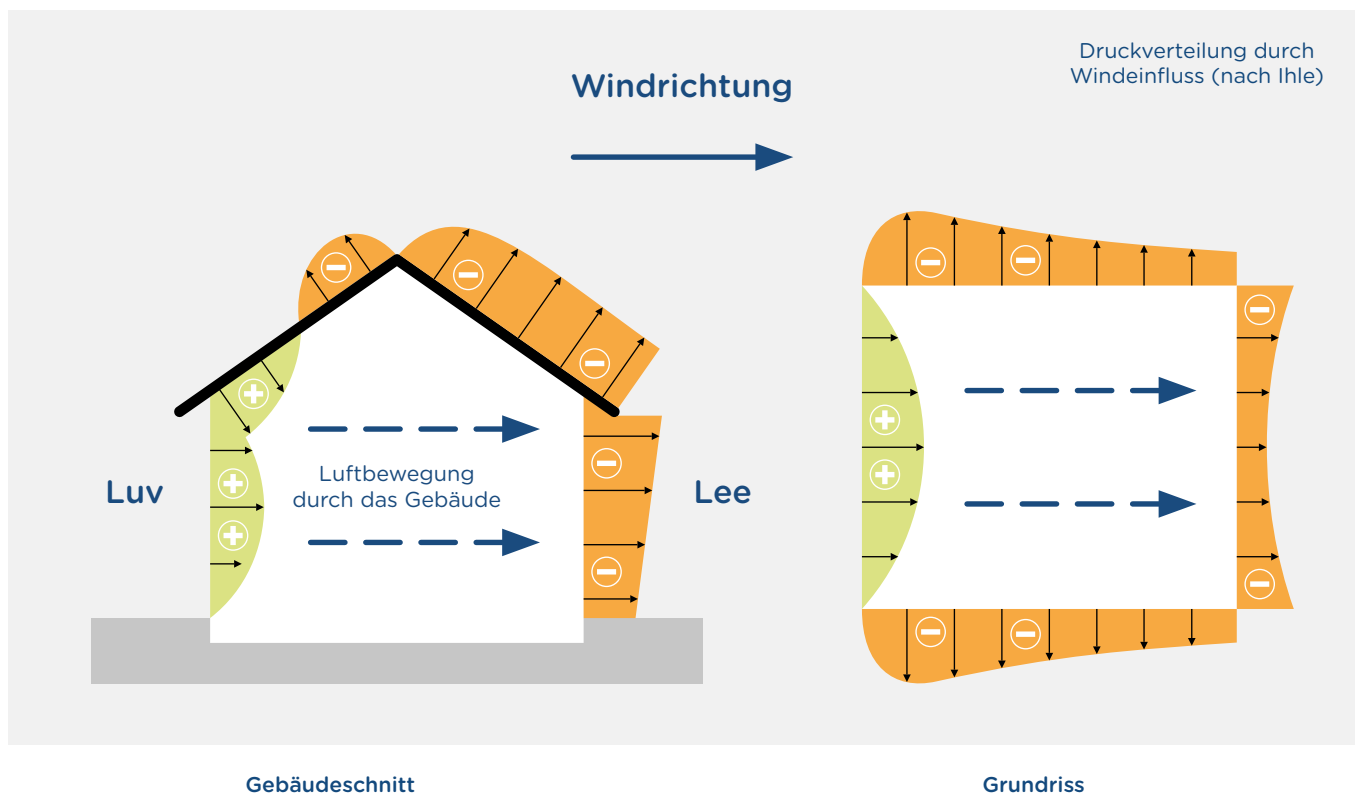 Druckverteilung durch
Windeinfluss (nach Ihle)
Windrichtung
Luv
Luftbewegung
durch das Gebäude
Lee
Gebäudeschnitt
Grundriss